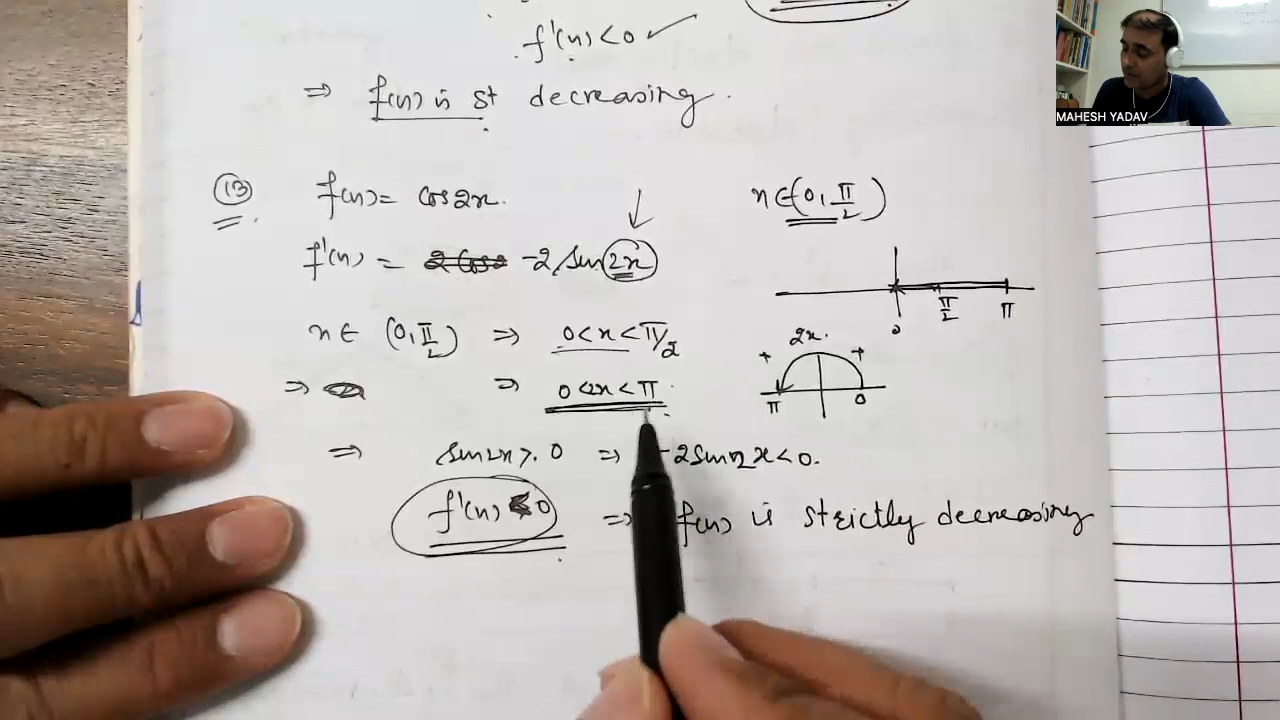 f'(x) < 0 ✓
⇒ f(x) is st decreasing.
(13) f(x) = cos2x. x ∈ (0, π/2)
f'(x) = -2 sin 2x
0 π/2 π
x ∈ (0, π/2) ⇒ 0 < x < π/2
2x.
+ +
⇒ ⇒ 0 < 2x < π
π 0
⇒ sin2x > 0 ⇒ -2sin2x < 0.
f'(x) < 0 ⇒ f(x) is strictly decreasing
MAHESH YADAV